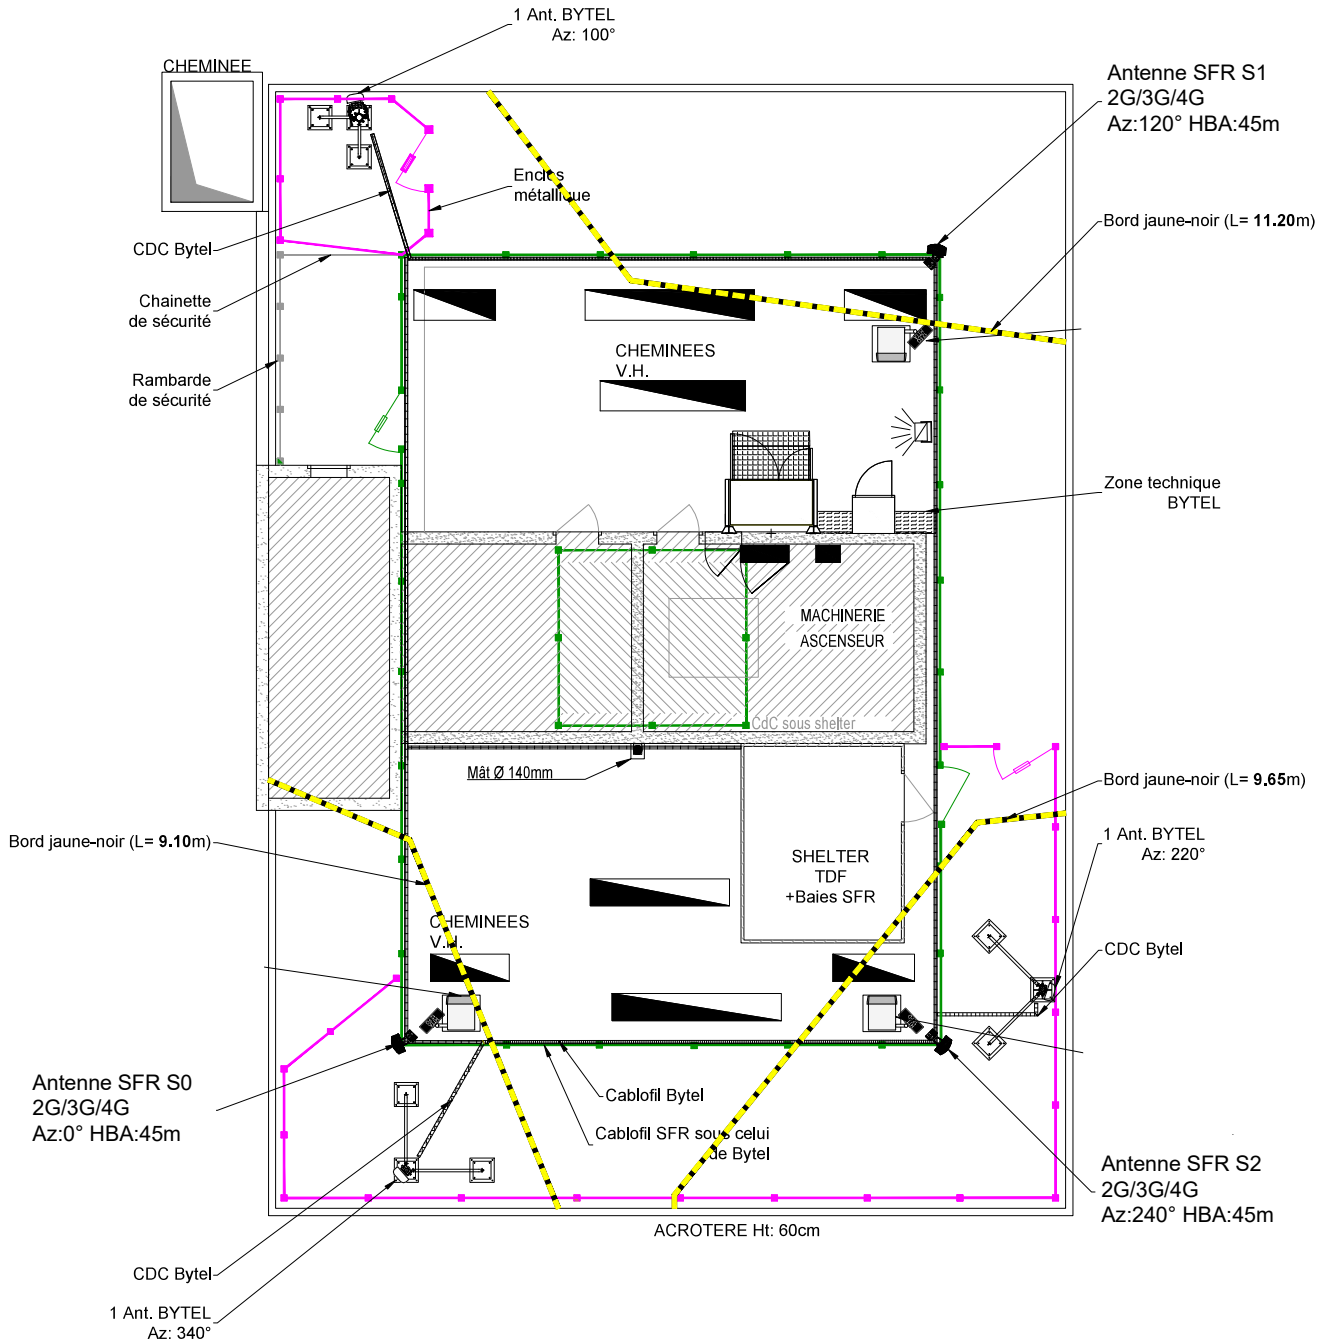 1 Ant. BYTEL
Az: 100°
CHEMINEE
Antenne SFR S1
2G/3G/4G
Az:120° HBA:45m
Enclos
métallique
Bord jaune-noir (L= 11.20m)
CDC Bytel
Chainette
de sécurité
Rambarde
de sécurité
CHEMINEES
V.H.
Zone technique
BYTEL
MACHINERIE
ASCENSEUR
CdC sous shelter
Mât Ø 140mm
Bord jaune-noir (L= 9.65m)
Bord jaune-noir (L= 9.10m)
1 Ant. BYTEL
Az: 220°
SHELTER
TDF
+Baies SFR
CHEMINEES
V.H.
CDC Bytel
Antenne SFR S0
2G/3G/4G
Az:0° HBA:45m
Cablofil Bytel
Cablofil SFR sous celui
de Bytel
Antenne SFR S2
2G/3G/4G
Az:240° HBA:45m
ACROTERE Ht: 60cm
CDC Bytel
1 Ant. BYTEL
Az: 340°